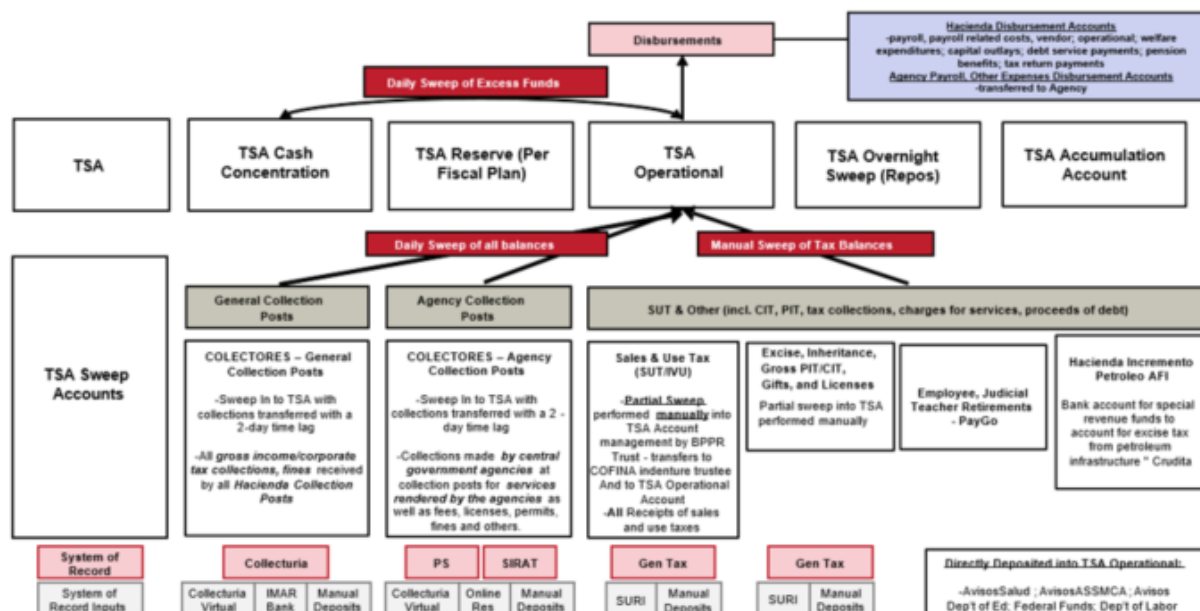 Disbursements
Hacienda Disbursement Accounts
-payroll, payroll related costs, vendor; operational; welfare
expenditures; capital outlays; debt service payments; pension
benefits; tax return payments
Agency Payroll, Other Expenses Disbursement Accounts
-transferred to Agency
Daily Sweep of Excess Funds
TSA
TSA Cash
Concentration
TSA Reserve (Per
Fiscal Plan)
TSA
Operational
TSA Overnight
Sweep (Repos)
TSA Accumulation
Account
Daily Sweep of all balances
Manual Sweep of Tax Balances
TSA Sweep
Accounts
General Collection
Posts
Agency Collection
Posts
SUT & Other (incl. CIT, PIT, tax collections, charges for services, proceeds of debt)
COLECTORES – General
Collection Posts
-Sweep In to TSA with
collections transferred with a
2-day time lag
-All gross income/corporate
tax collections, fines received
by all Hacienda Collection
Posts
COLECTORES – Agency
Collection Posts
-Sweep In to TSA with
collections transferred with a 2 -
day time lag
-Collections made by central
government agencies at
collection posts for services
rendered by the agencies as
well as fees, licenses, permits,
fines and others.
Sales & Use Tax
(SUT/IVU)
-Partial Sweep
performed manually into
TSA Account
management by BPPR
Trust - transfers to
COFINA indenture trustee
And to TSA Operational
Account
-All Receipts of sales
and use taxes
Excise, Inheritance,
Gross PIT/CIT,
Gifts, and Licenses
Partial sweep into TSA
performed manually
Employee, Judicial
Teacher Retirements
- PayGo
Hacienda Incremento
Petroleo AFI
Bank account for special
revenue funds to
account for excise tax
from petroleum
infrastructure " Crudita
System of
Record
Collecturia
PS
SIRAT
Gen Tax
Gen Tax
System of
Record Inputs
Collecturia
Virtual
IMAR
Bank
Manual
Deposits
Collecturia
Virtual
Online
Res
Manual
Deposits
SURI
Manual
Deposits
SURI
Manual
Deposits
Directly Deposited into TSA Operational:
-AvisosSalud ; AvisosASSMCA ; Avisos
Dep't of Ed; Federal Funds; Dep't of Labor